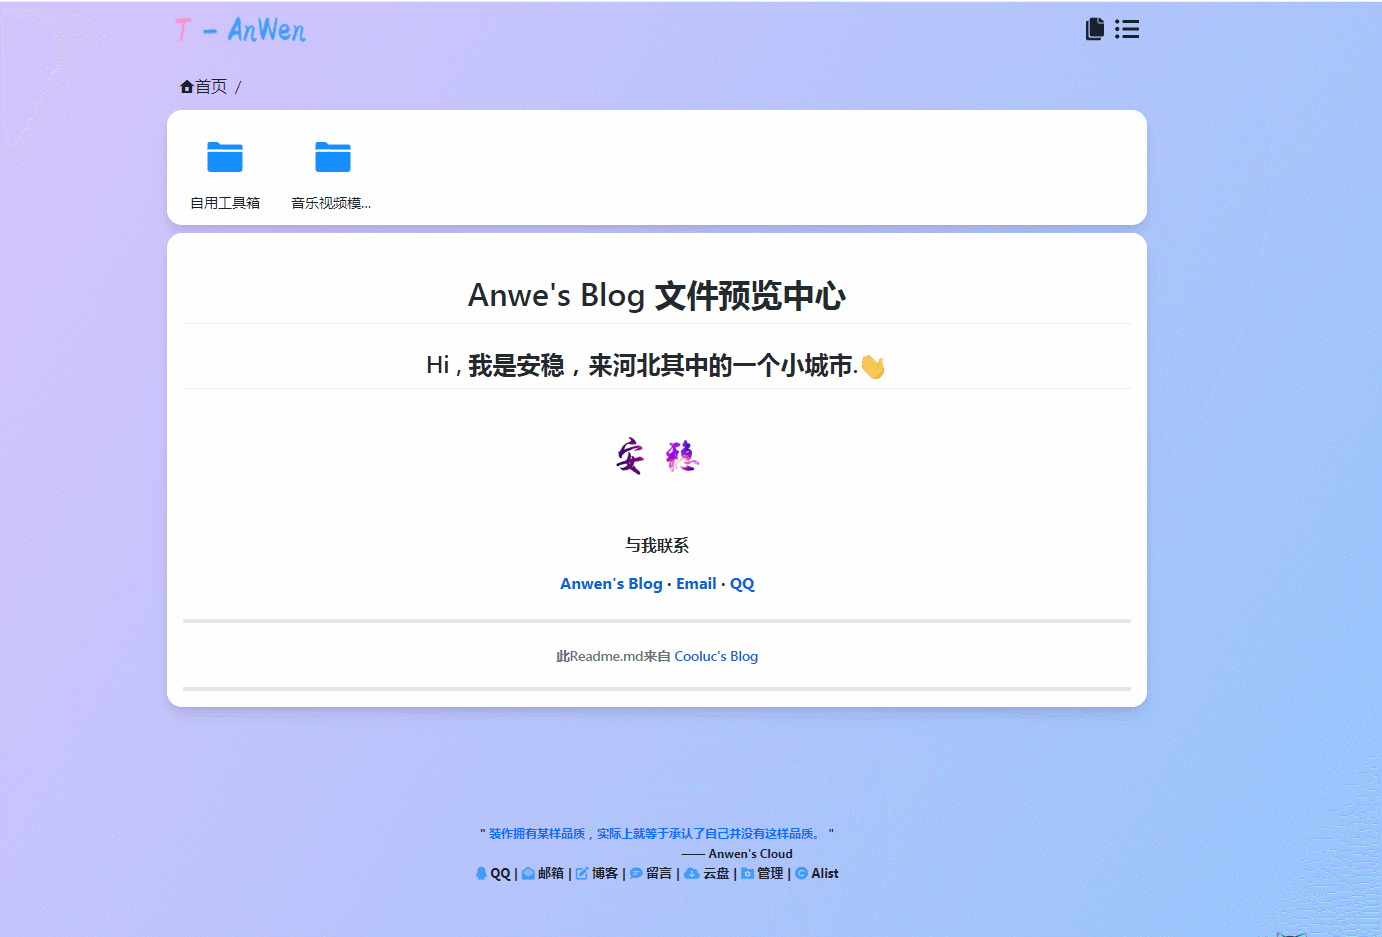 T - AnWen
首页 /
自用工具箱 音乐视频模...
Anwe's Blog 文件预览中心
Hi , 我是安稳，来河北其中的一个小城市.👋
安 稳
与我联系
Anwen's Blog · Email · QQ
此Readme.md来自 Cooluc's Blog
" 装作拥有某样品质，实际上就等于承认了自己并没有这样品质。 "
—— Anwen's Cloud
QQ | 邮箱 | 博客 | 留言 | 云盘 | 管理 | Alist